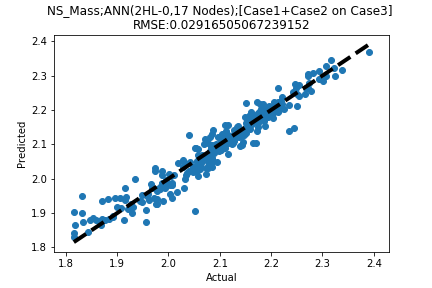 NS_Mass;ANN(2HL-0,17 Nodes);[Case1+Case2 on Case3]
RMSE:0.02916505067239152
2.4
2.3
2.2
2.1
2.0
1.9
1.8
Predicted
1.8 1.9 2.0 2.1 2.2 2.3 2.4
Actual